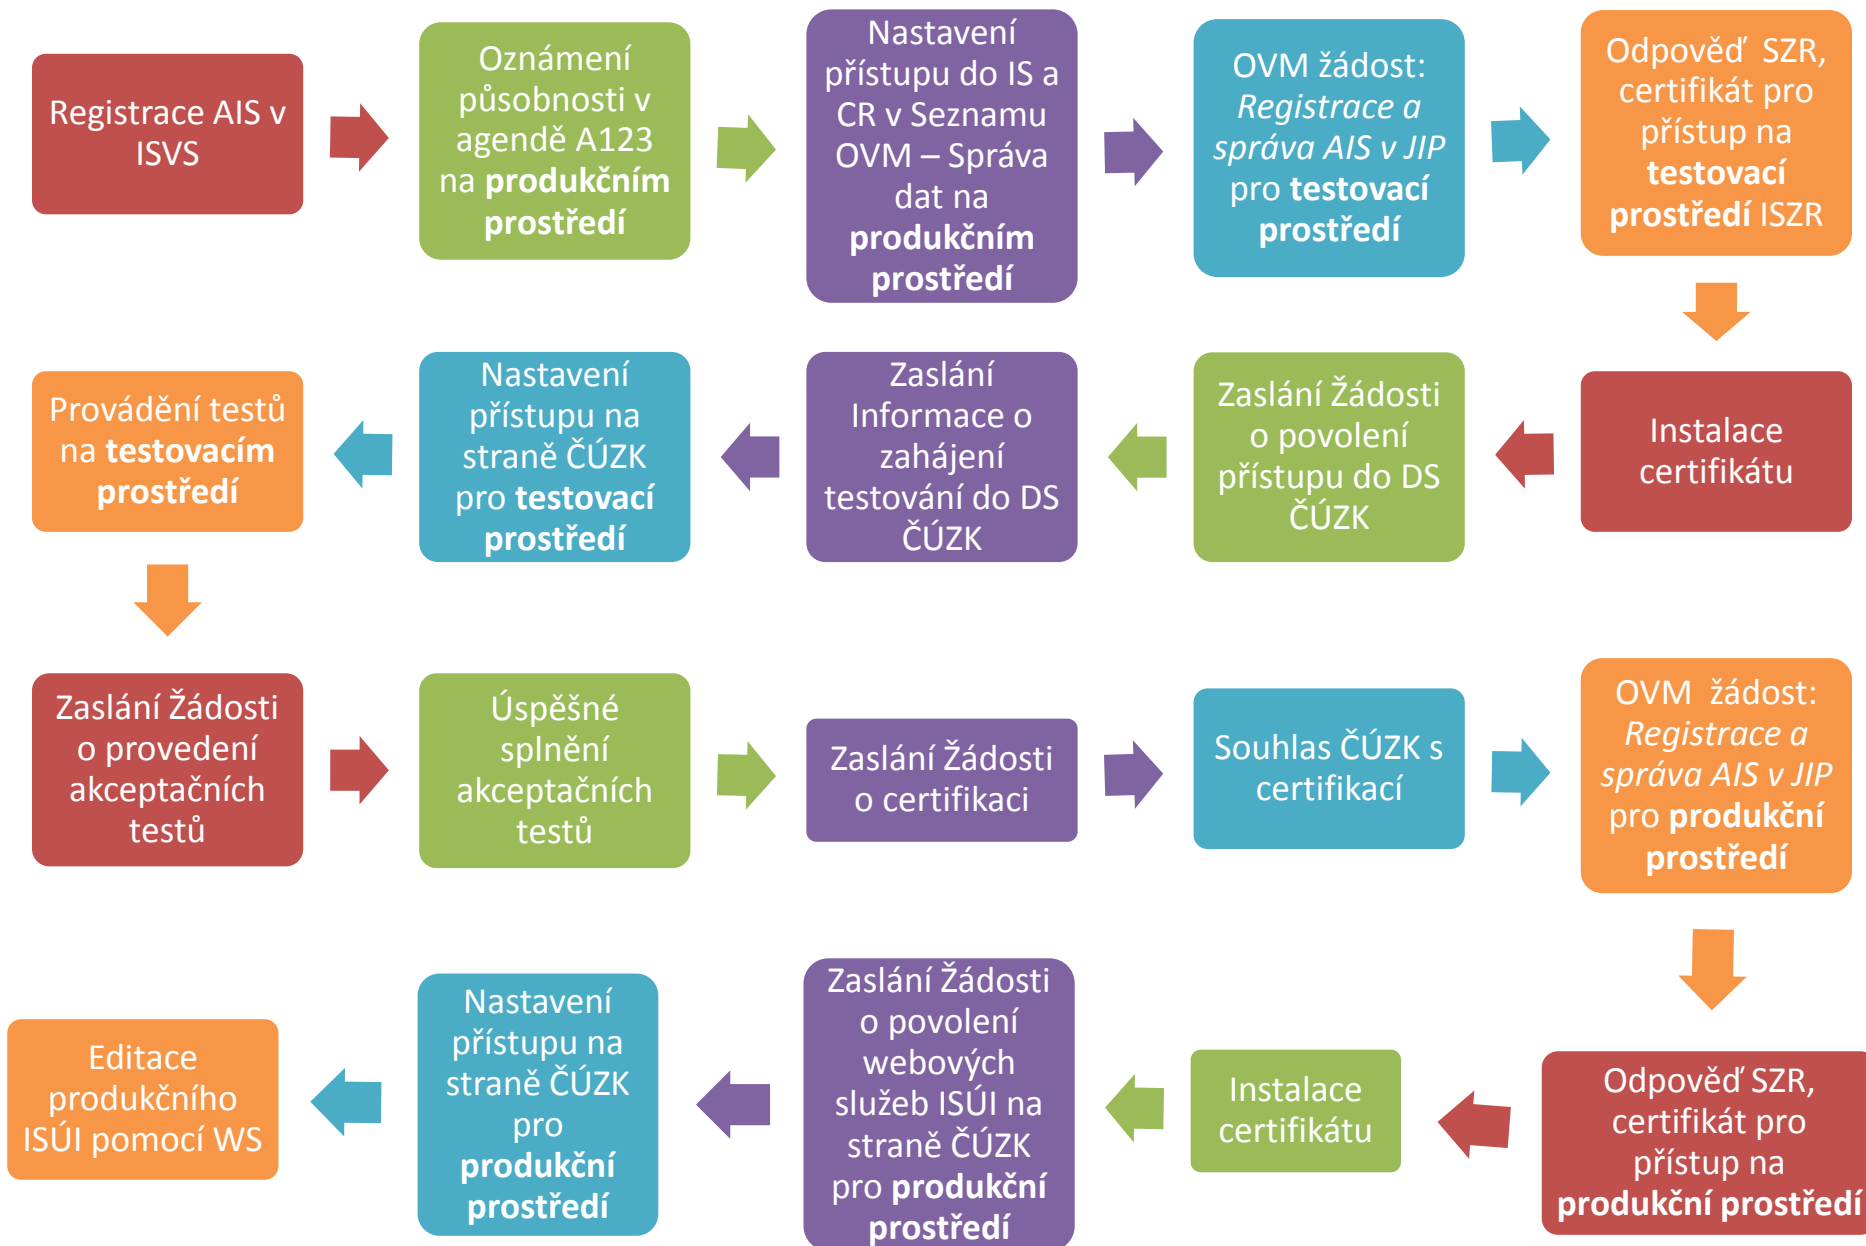 Registrace AIS v
ISVS
Oznámení
působnosti v
agendě A123
na produkčním
prostředí
Nastavení
přístupu do IS a
CR v Seznamu
OVM – Správa
dat na
produkčním
prostředí
OVM žádost:
Registrace a
správa AIS v JIP
pro testovací
prostředí
Odpověď SZR,
certifikát pro
přístup na
testovací
prostředí ISZR
Instalace
certifikátu
Zaslání Žádosti
o povolení
přístupu do DS
ČÚZK
Zaslání
Informace o
zahájení
testování do DS
ČÚZK
Nastavení
přístupu na
straně ČÚZK
pro testovací
prostředí
Provádění testů
na testovacím
prostředí
Zaslání Žádosti
o provedení
akceptačních
testů
Úspěšné
splnění
akceptačních
testů
Zaslání Žádosti
o certifikaci
Souhlas ČÚZK s
certifikací
OVM žádost:
Registrace a
správa AIS v JIP
pro produkční
prostředí
Odpověď SZR,
certifikát pro
přístup na
produkční prostředí
Instalace
certifikátu
Zaslání Žádosti
o povolení
webových
služeb ISÚI na
straně ČÚZK
pro produkční
prostředí
Nastavení
přístupu na
straně ČÚZK
pro
produkční
prostředí
Editace
produkčního
ISÚI pomocí WS